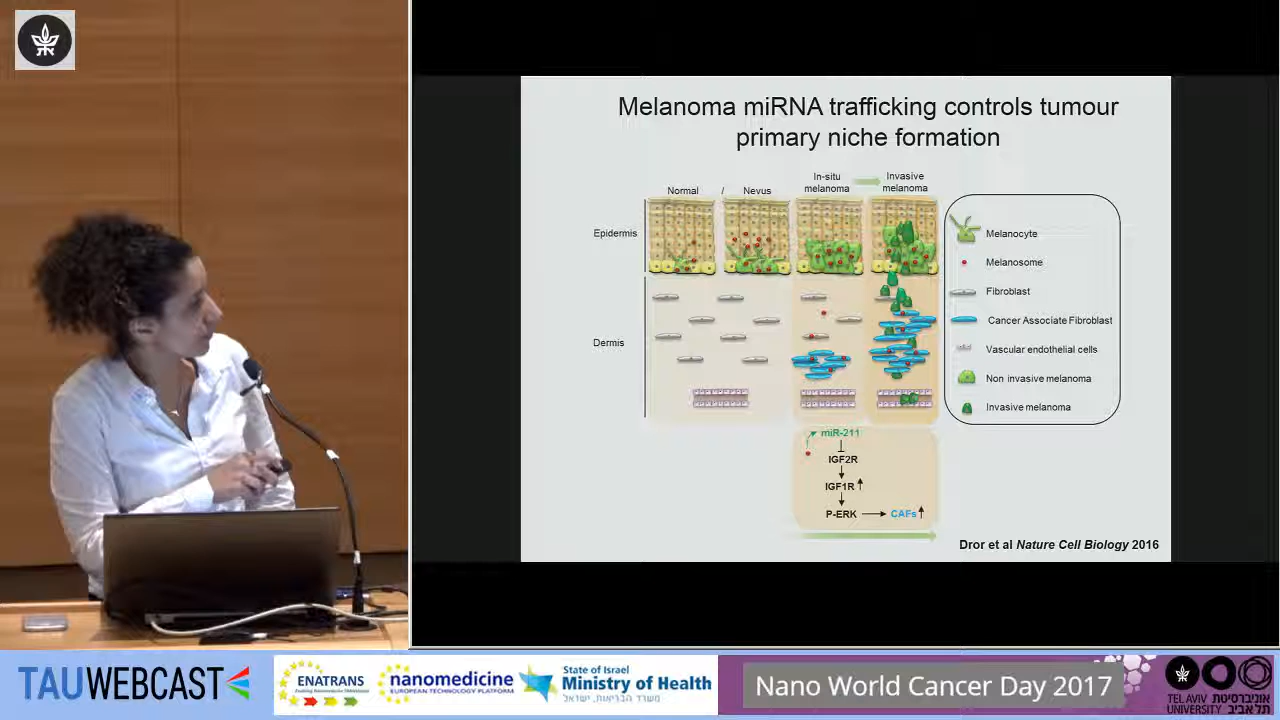 Melanoma miRNA trafficking controls tumour
primary niche formation
In-situ
melanoma
Invasive
melanoma
Normal / Nevus
Epidermis
Dermis
Melanocyte
Melanosome
Fibroblast
Cancer Associate Fibroblast
Vascular endothelial cells
Non invasive melanoma
Invasive melanoma
miR-211
IGF2R
IGF1R
P-ERK
CAFs
Dror et al Nature Cell Biology 2016
TAUWEBCAST
ENATRANS
nanomedicine
EUROPEAN TECHNOLOGY PLATFORM
State of Israel
Ministry of Health
משרד הבריאות, ישראל
Nano World Cancer Day 2017
TEL AVIV
UNIVERSITY
אוניברסיטת
תל אביב